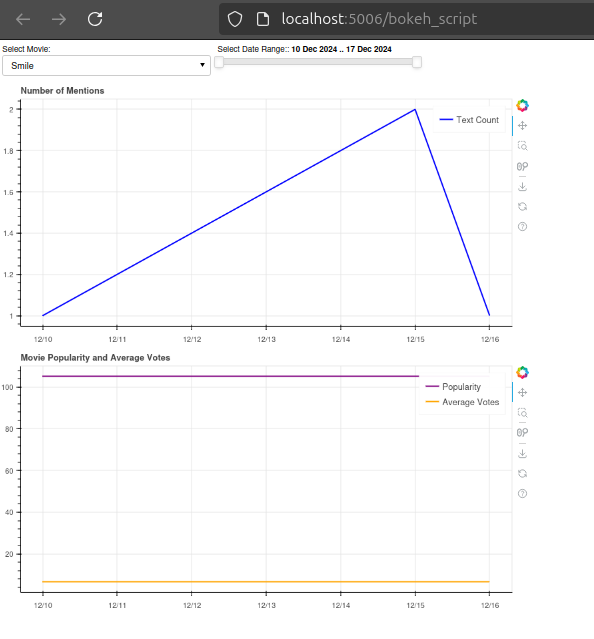 localhost:5006/bokeh_script
Select Movie:
Smile
Select Date Range:: 10 Dec 2024 .. 17 Dec 2024
Number of Mentions
Text Count
2
1.8
1.6
1.4
1.2
1
12/10 12/11 12/12 12/13 12/14 12/15 12/16
Movie Popularity and Average Votes
Popularity
Average Votes
100
80
60
40
20
12/10 12/11 12/12 12/13 12/14 12/15 12/16